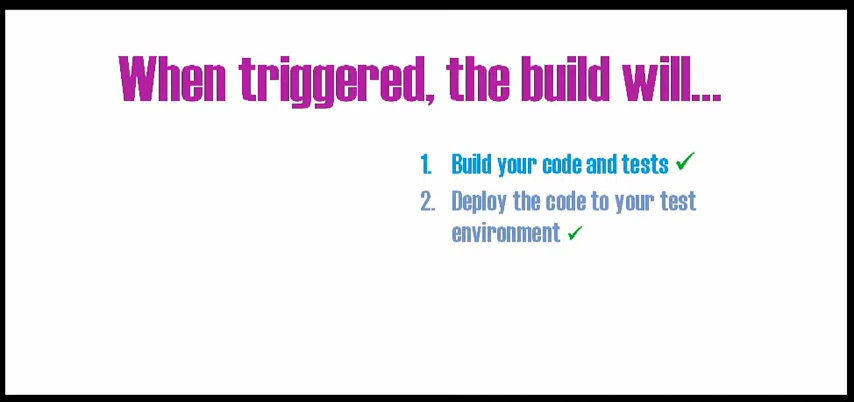 When triggered, the build will...
1. Build your code and tests ✓
2. Deploy the code to your test
environment ✓